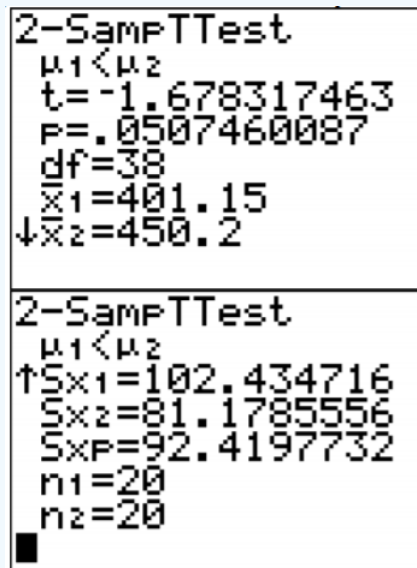 2-SampTTest
μ1<μ2
t=-1.678317463
p=.0507460087
df=38
x̄1=401.15
↓x̄2=450.2
2-SampTTest
μ1<μ2
↑Sx1=102.434716
Sx2=81.1785556
Sxp=92.4197732
n1=20
n2=20